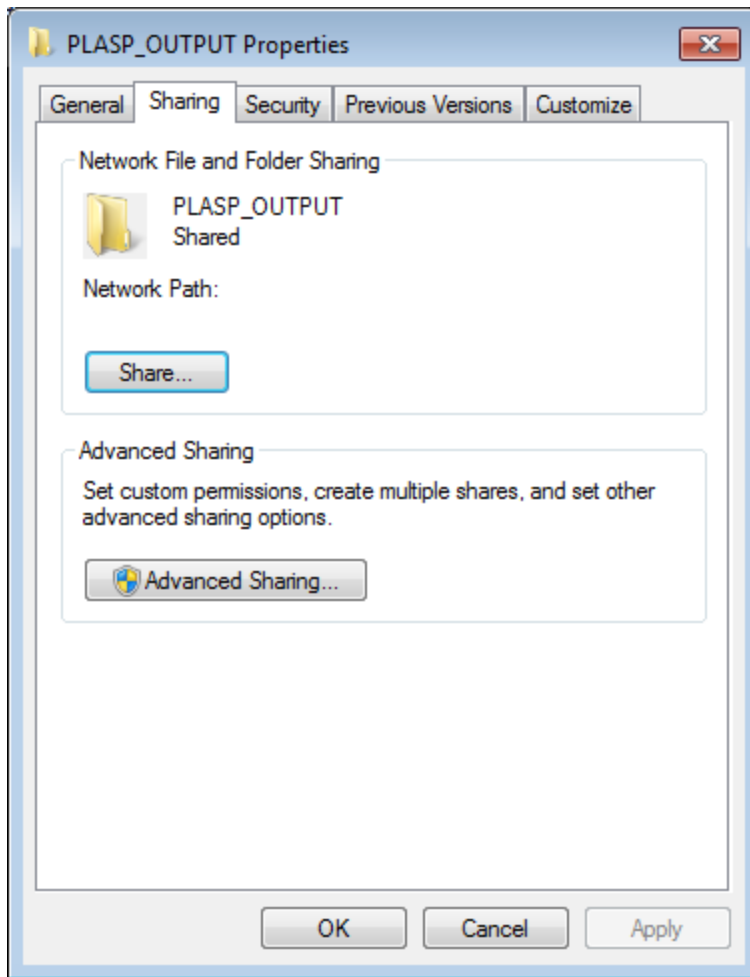 PLASP_OUTPUT Properties
General Sharing Security Previous Versions Customize
Network File and Folder Sharing
PLASP_OUTPUT
Shared
Network Path:
Share...
Advanced Sharing
Set custom permissions, create multiple shares, and set other
advanced sharing options.
Advanced Sharing...
OK Cancel Apply